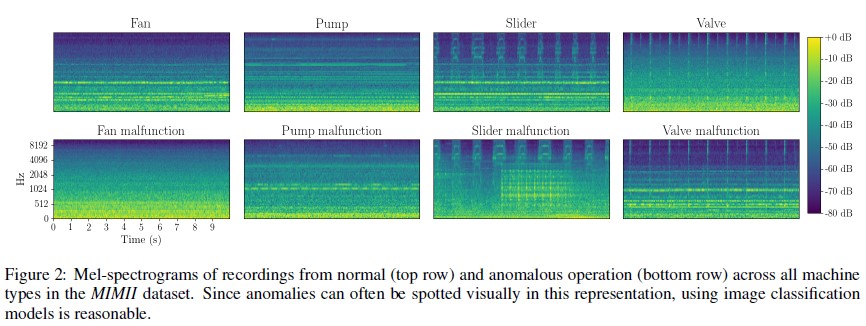 Fan Pump Slider Valve
+0 dB
-10 dB
-20 dB
-30 dB
-40 dB
-50 dB
-60 dB
-70 dB
-80 dB
Fan malfunction Pump malfunction Slider malfunction Valve malfunction
Hz
8192
4096
2048
1024
512
0
0 1 2 3 4 5 6 7 8 9
Time (s)
Figure 2: Mel-spectrograms of recordings from normal (top row) and anomalous operation (bottom row) across all machine
types in the MIMII dataset. Since anomalies can often be spotted visually in this representation, using image classification
models is reasonable.